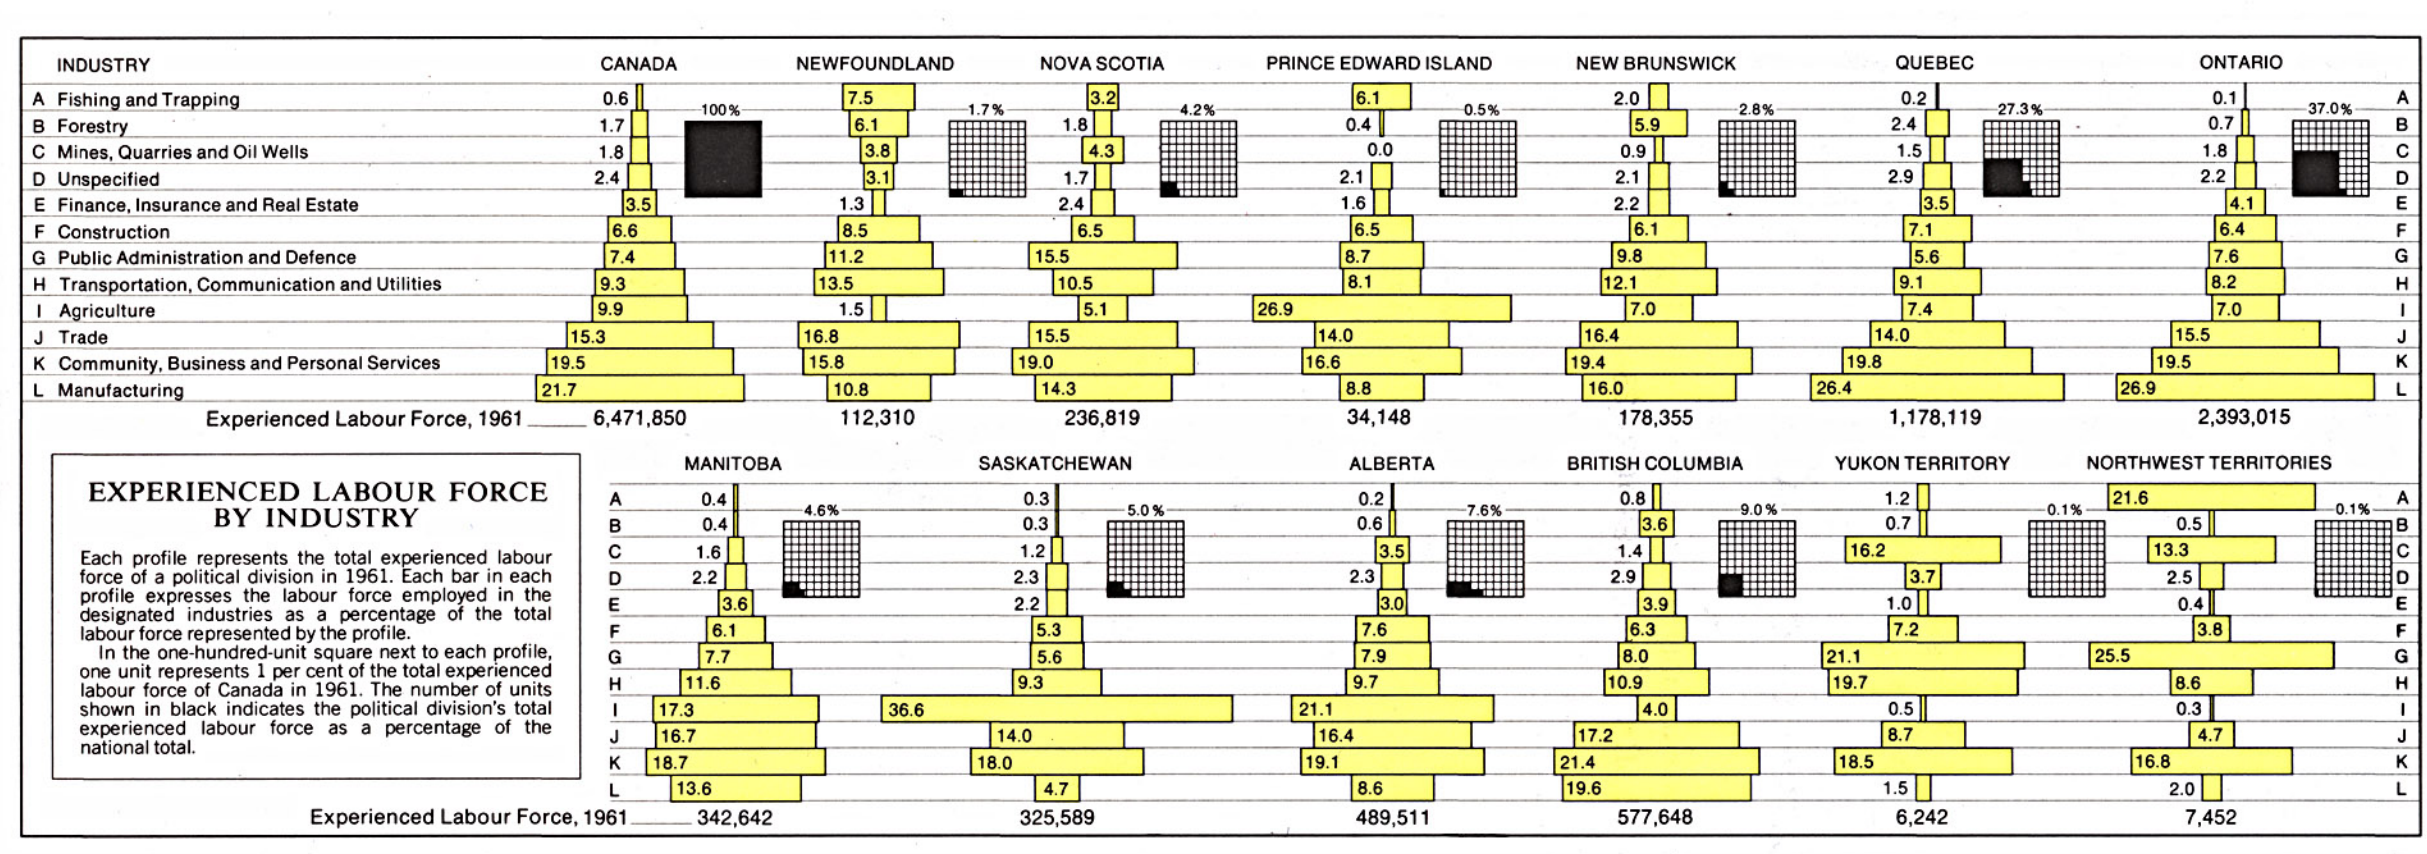 INDUSTRY CANADA NEWFOUNDLAND NOVA SCOTIA PRINCE EDWARD ISLAND NEW BRUNSWICK QUEBEC ONTARIO
A Fishing and Trapping 0.6 7.5 3.2 6.1 2.0 0.2 0.1 A
100% 1.7% 4.2% 0.5% 2.8% 27.3% 37.0%
B Forestry 1.7 6.1 1.8 0.4 5.9 2.4 0.7 B
C Mines, Quarries and Oil Wells 1.8 3.8 4.3 0.0 0.9 1.5 1.8 C
D Unspecified 2.4 3.1 1.7 2.1 2.1 2.9 2.2 D
E Finance, Insurance and Real Estate 3.5 1.3 2.4 1.6 2.2 3.5 4.1 E
F Construction 6.6 8.5 6.5 6.5 6.1 7.1 6.4 F
G Public Administration and Defence 7.4 11.2 15.5 8.7 9.8 5.6 7.6 G
H Transportation, Communication and Utilities 9.3 13.5 10.5 8.1 12.1 9.1 8.2 H
I Agriculture 9.9 1.5 5.1 26.9 7.0 7.4 7.0 I
J Trade 15.3 16.8 15.5 14.0 16.4 14.0 15.5 J
K Community, Business and Personal Services 19.5 15.8 19.0 16.6 19.4 19.8 19.5 K
L Manufacturing 21.7 10.8 14.3 8.8 16.0 26.4 26.9 L
Experienced Labour Force, 1961 6,471,850 112,310 236,819 34,148 178,355 1,178,119 2,393,015
EXPERIENCED LABOUR FORCE
BY INDUSTRY
Each profile represents the total experienced labour
force of a political division in 1961. Each bar in each
profile expresses the labour force employed in the
designated industries as a percentage of the total
labour force represented by the profile.
In the one-hundred-unit square next to each profile,
one unit represents 1 per cent of the total experienced
labour force of Canada in 1961. The number of units
shown in black indicates the political division's total
experienced labour force as a percentage of the
national total.
MANITOBA SASKATCHEWAN ALBERTA BRITISH COLUMBIA YUKON TERRITORY NORTHWEST TERRITORIES
A 0.4 0.3 0.2 0.8 1.2 21.6 A
4.6% 5.0% 7.6% 9.0% 0.1% 0.1%
B 0.4 0.3 0.6 3.6 0.7 0.5 B
C 1.6 1.2 3.5 1.4 16.2 13.3 C
D 2.2 2.3 2.3 2.9 3.7 2.5 D
E 3.6 2.2 3.0 3.9 1.0 0.4 E
F 6.1 5.3 7.6 6.3 7.2 3.8 F
G 7.7 5.6 7.9 8.0 21.1 25.5 G
H 11.6 9.3 9.7 10.9 19.7 8.6 H
I 17.3 36.6 21.1 4.0 0.5 0.3 I
J 16.7 14.0 16.4 17.2 8.7 4.7 J
K 18.7 18.0 19.1 21.4 18.5 16.8 K
L 13.6 4.7 8.6 19.6 1.5 2.0 L
Experienced Labour Force, 1961 342,642 325,589 489,511 577,648 6,242 7,452